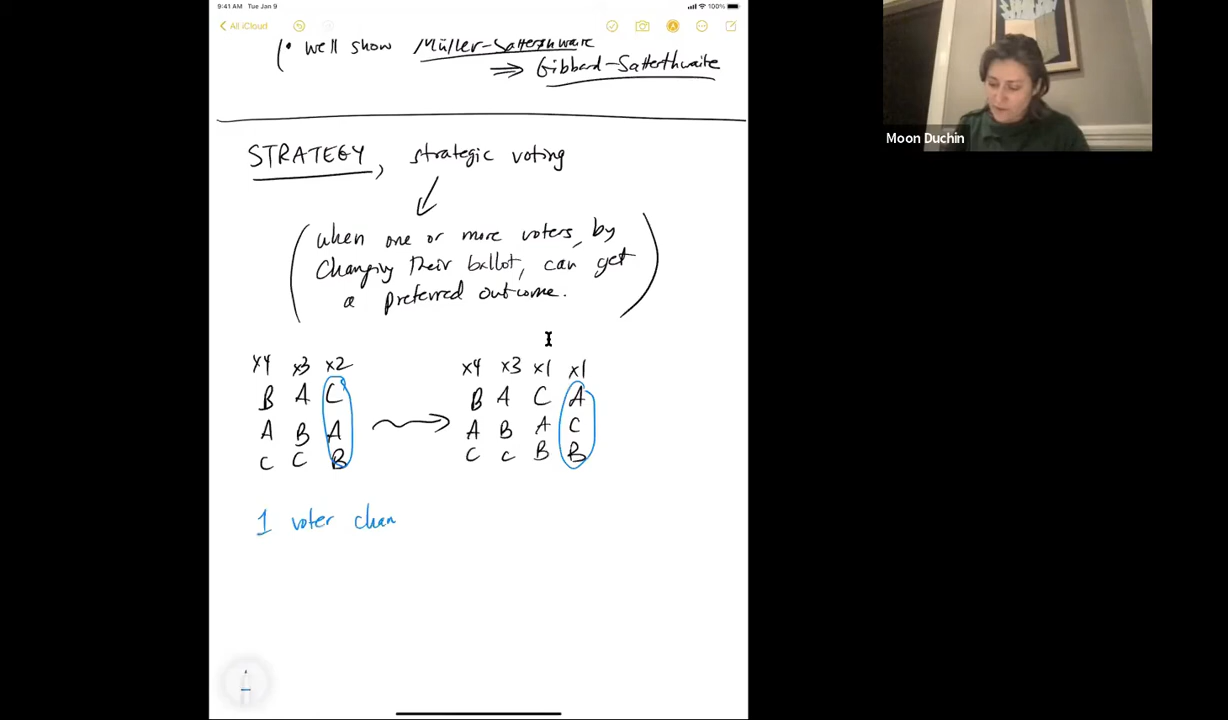 9:41 AM Tue Jan 9
100%
All iCloud
(• we'll show Müller-Satterthwaite
⇒ Gibbard-Satterthwaite
STRATEGY, strategic voting
(when one or more voters, by
changing their ballot, can get
a preferred outcome.)
x4 x3 x2 x4 x3 x1 x1
B A C B A C A
A B A A B A C
C C B C C B B
1 voter chan
Moon Duchin